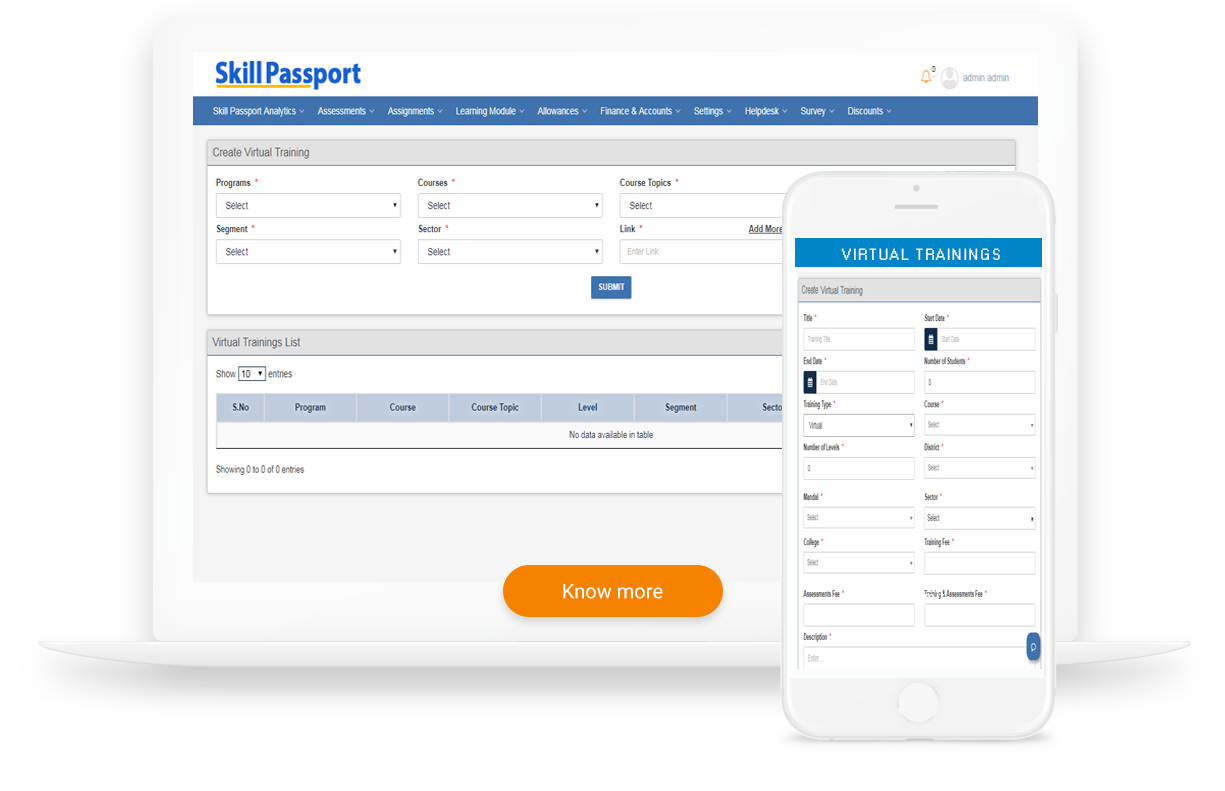 Skill Passport
0
admin admin
Skill Passport Analytics Assessments Assignments Learning Module Allowances Finance & Accounts Settings Helpdesk Survey Discounts
Create Virtual Training
Programs * Courses * Course Topics *
Select Select Select
Segment * Sector * Link * Add More
Select Select Enter Link
SUBMIT
Virtual Trainings List
Show 10 entries
S.No Program Course Course Topic Level Segment Secto
No data available in table
Showing 0 to 0 of 0 entries
Know more
VIRTUAL TRAININGS
Create Virtual Training
Title * Start Date *
Training Title Start Date
End Date * Number of Students *
End Date 0
Training Type * Course *
Virtual Select
Number of Levels * District *
0 Select
Mandal * Sector *
Select Select
College * Training Fee *
Select
Assessments Fee * Training & Assessments Fee *
Description *
Enter ...